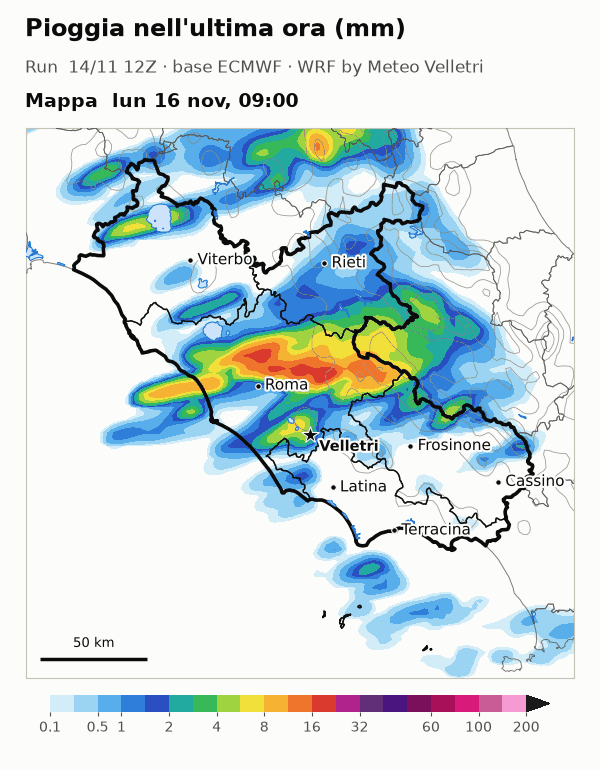 Pioggia nell'ultima ora (mm)
Run  14/11 12Z · base ECMWF · WRF by Meteo Velletri
Mappa  lun 16 nov, 09:00
Viterbo
Rieti
Roma
Velletri
Frosinone
Cassino
Latina
Terracina
50 km
0.1 0.5 1 2 4 8 16 32 60 100 200